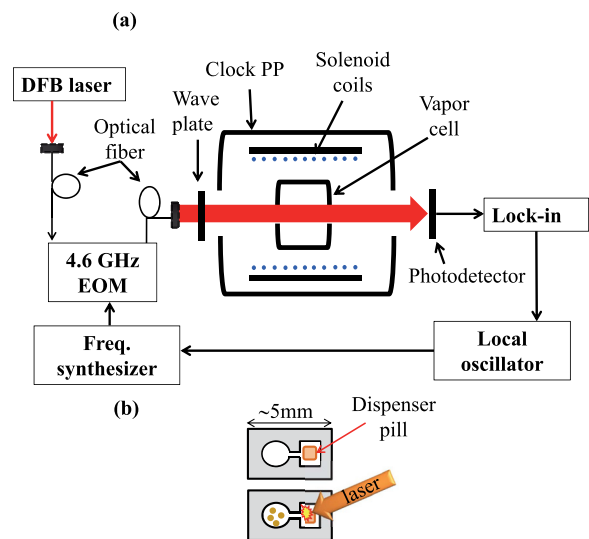 (a)
DFB laser
Optical
fiber
Wave
plate
Clock PP
Solenoid
coils
Vapor
cell
4.6 GHz
EOM
Photodetector
Lock-in
Freq.
synthesizer
Local
oscillator
(b)
~5mm
Dispenser
pill
laser